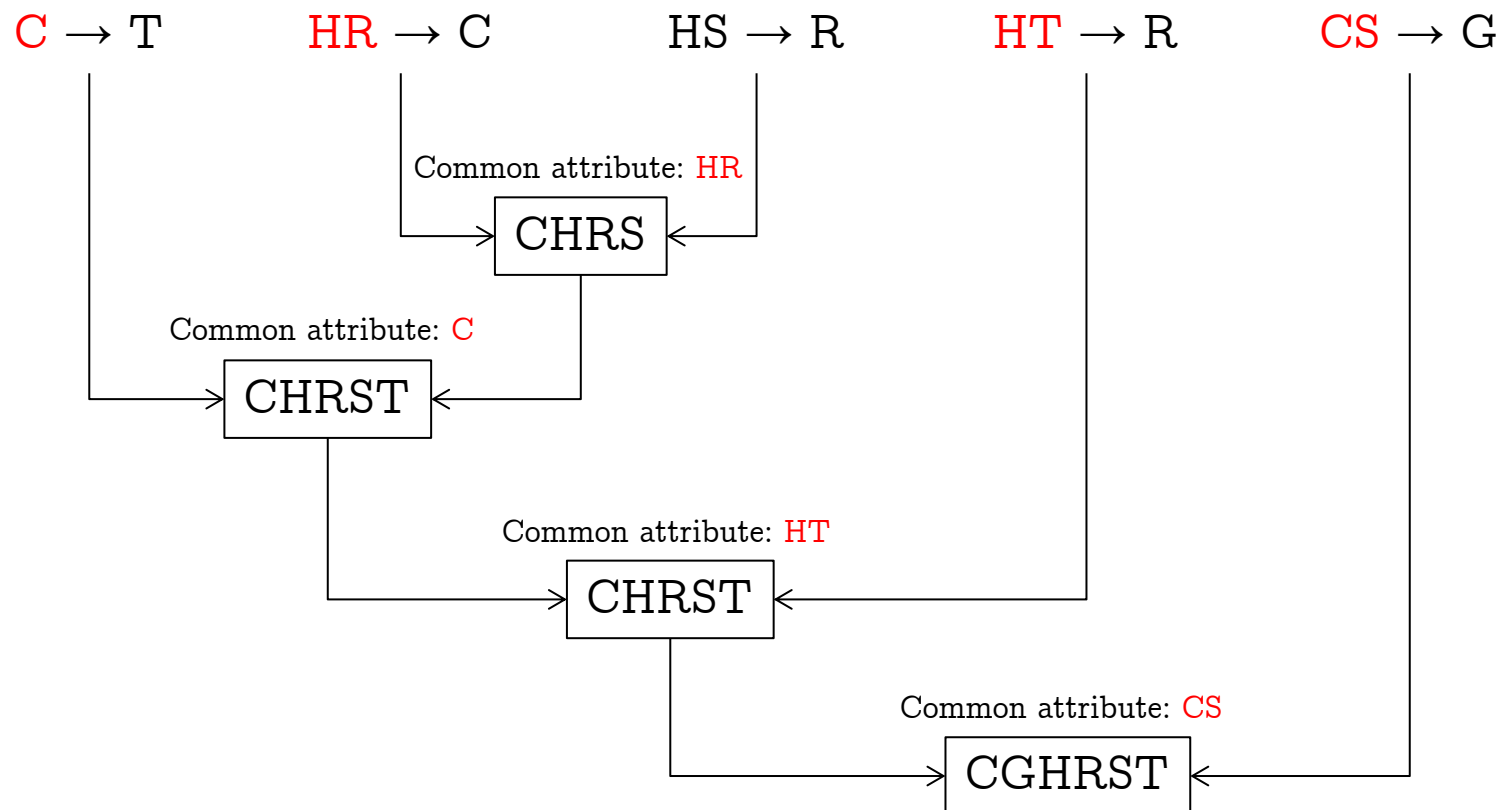 C → T HR → C HS → R HT → R CS → G
Common attribute: HR
CHRS
Common attribute: C
CHRST
Common attribute: HT
CHRST
Common attribute: CS
CGHRST